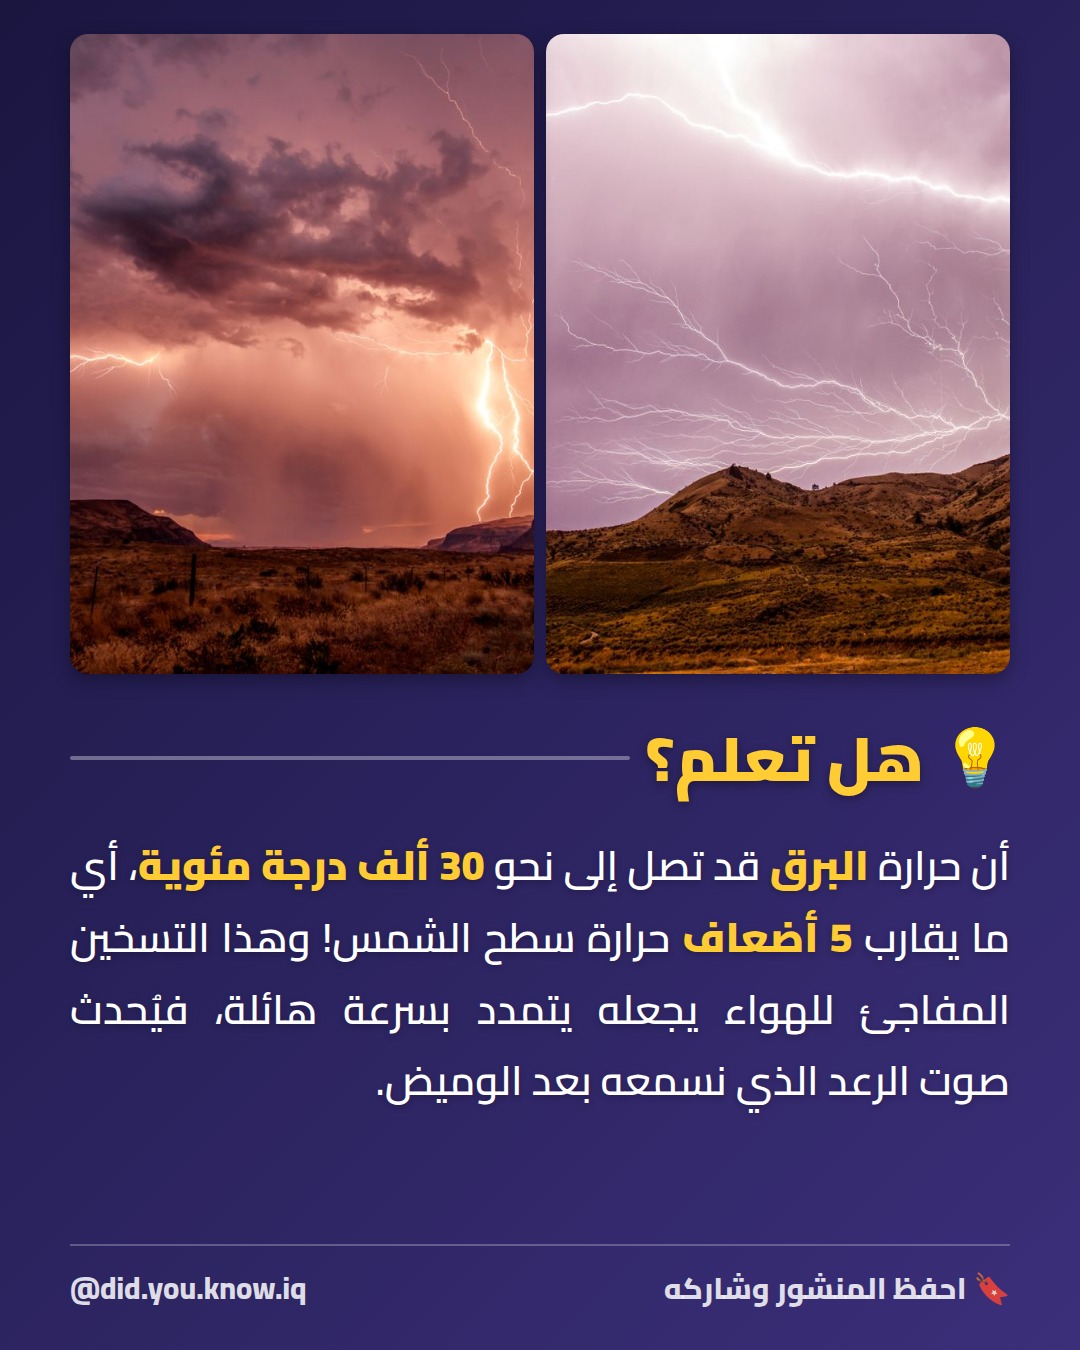 💡 هل تعلم؟
أن حرارة البرق قد تصل إلى نحو 30 ألف درجة مئوية، أي
ما يقارب 5 أضعاف حرارة سطح الشمس! وهذا التسخين
المفاجئ للهواء يجعله يتمدد بسرعة هائلة، فيُحدث
صوت الرعد الذي نسمعه بعد الوميض.
🔖 احفظ المنشور وشاركه
@did.you.know.iq